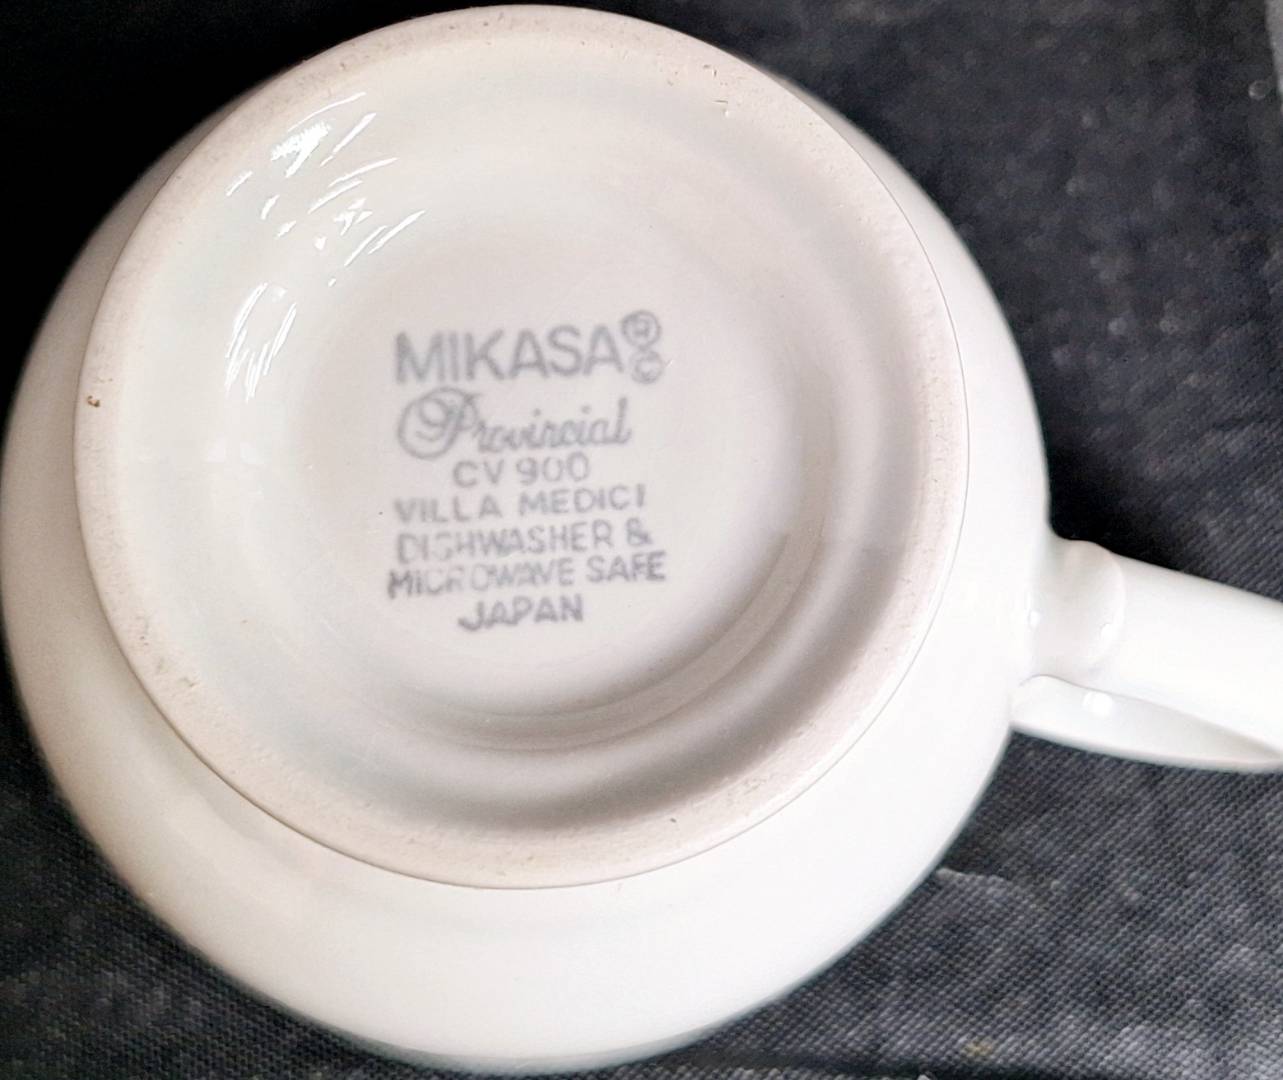 MIKASA®©
Provincial
CV 900
VILLA MEDICI
DISHWASHER &
MICROWAVE SAFE
JAPAN